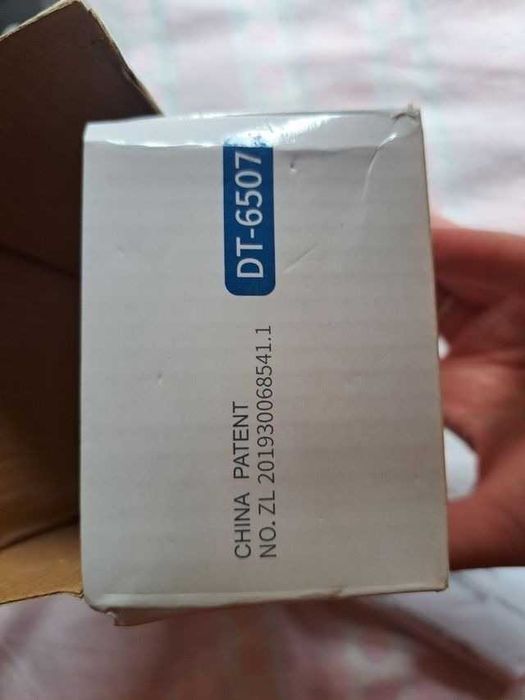 CHINA PATENT
NO. ZL 201930068541.1
DT-6507